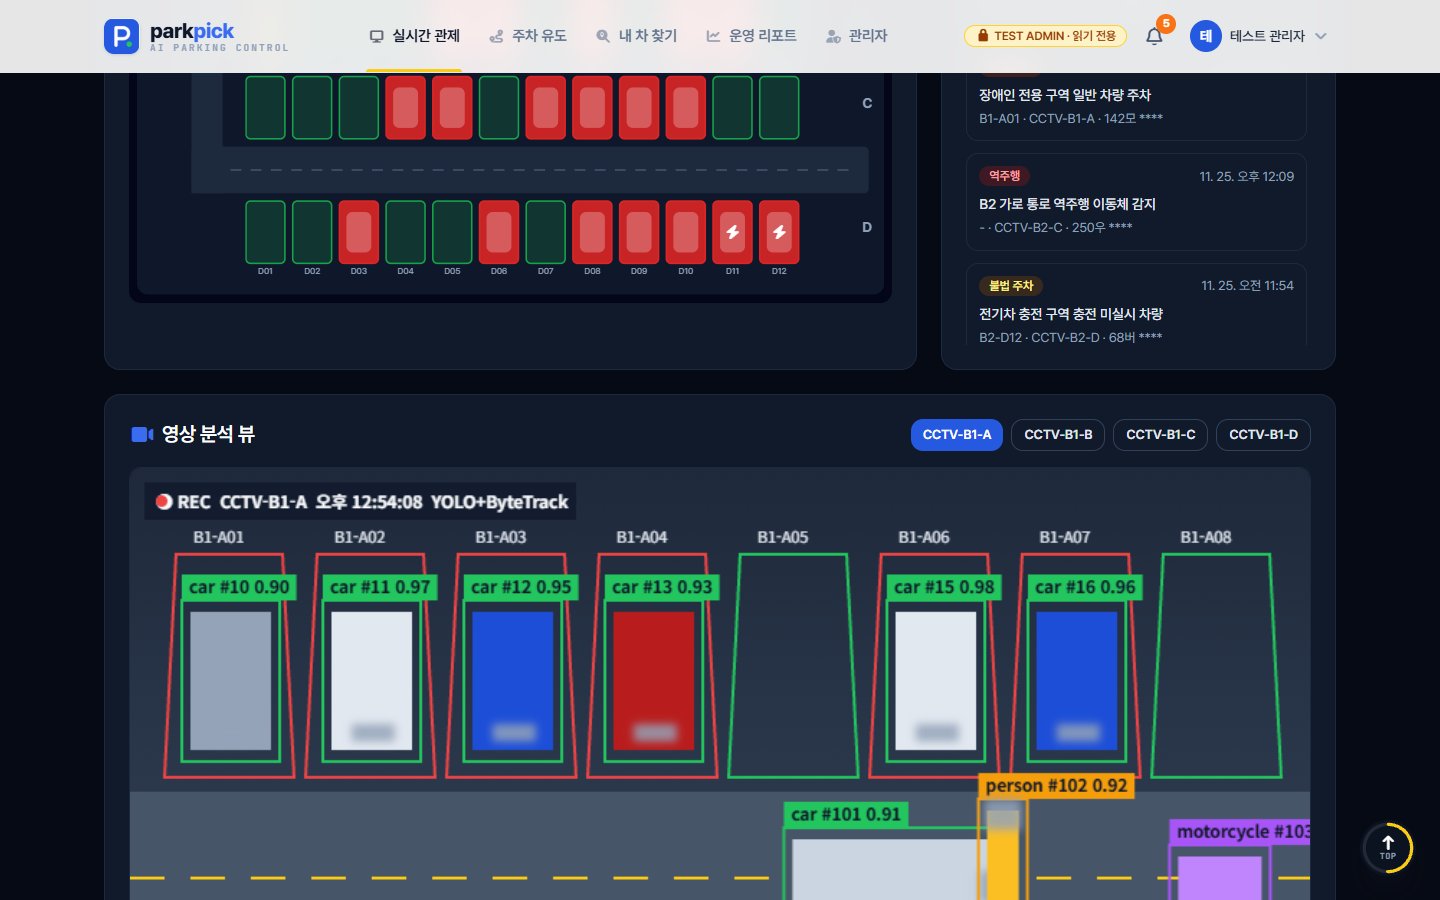 parkpick
AI PARKING CONTROL
실시간 관제
주차 유도
내 차 찾기
운영 리포트
관리자
TEST ADMIN · 읽기 전용
5
테
테스트 관리자
C
D
D01 D02 D03 D04 D05 D06 D07 D08 D09 D10 D11 D12
장애인 전용 구역 일반 차량 주차
B1-A01 · CCTV-B1-A · 142모 ****
역주행
11. 25. 오후 12:09
B2 가로 통로 역주행 이동체 감지
- · CCTV-B2-C · 250우 ****
불법 주차
11. 25. 오전 11:54
전기차 충전 구역 충전 미실시 차량
B2-D12 · CCTV-B2-D · 68버 ****
영상 분석 뷰
CCTV-B1-A
CCTV-B1-B
CCTV-B1-C
CCTV-B1-D
REC CCTV-B1-A 오후 12:54:08 YOLO+ByteTrack
B1-A01 B1-A02 B1-A03 B1-A04 B1-A05 B1-A06 B1-A07 B1-A08
car #10 0.90
car #11 0.97
car #12 0.95
car #13 0.93
car #15 0.98
car #16 0.96
person #102 0.92
car #101 0.91
motorcycle #103
TOP